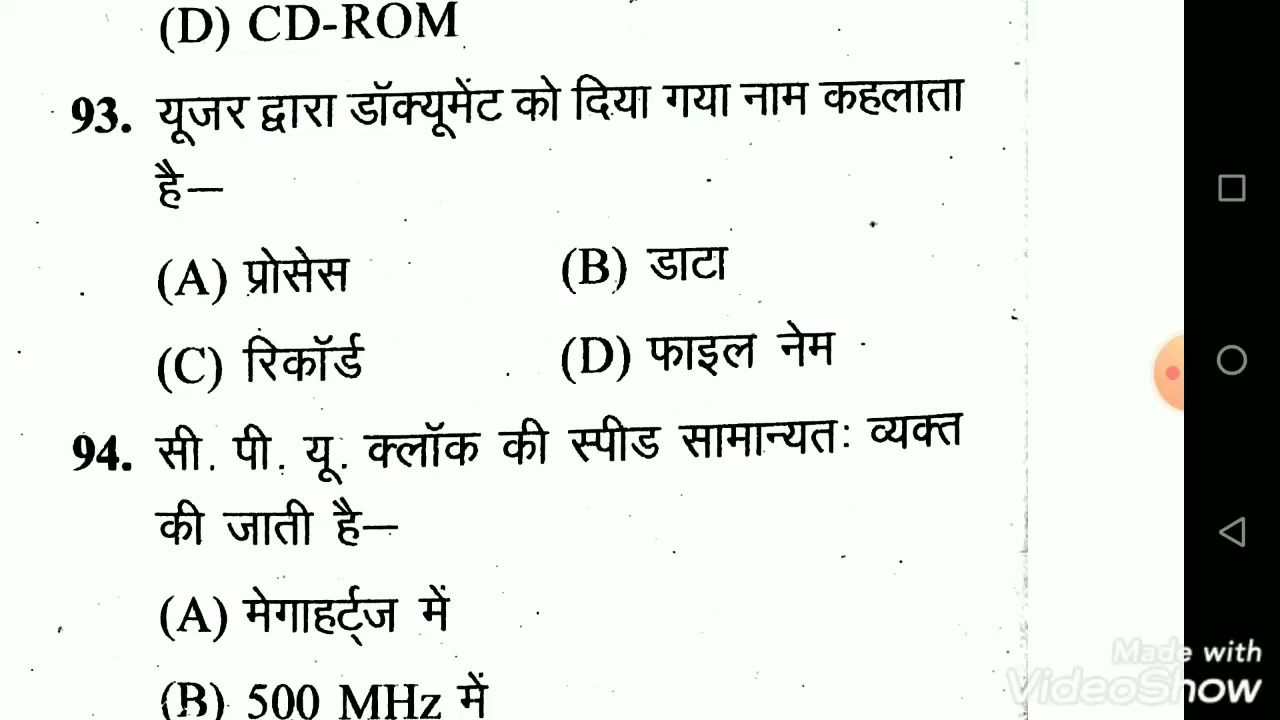 (D) CD-ROM
93. यूजर द्वारा डॉक्यूमेंट को दिया गया नाम कहलाता
है—
(A) प्रोसेस (B) डाटा
(C) रिकॉर्ड (D) फाइल नेम
94. सी. पी. यू. क्लॉक की स्पीड सामान्यतः व्यक्त
की जाती है—
(A) मेगाहर्ट्ज में
(B) 500 MHz में
Made with
VideoShow